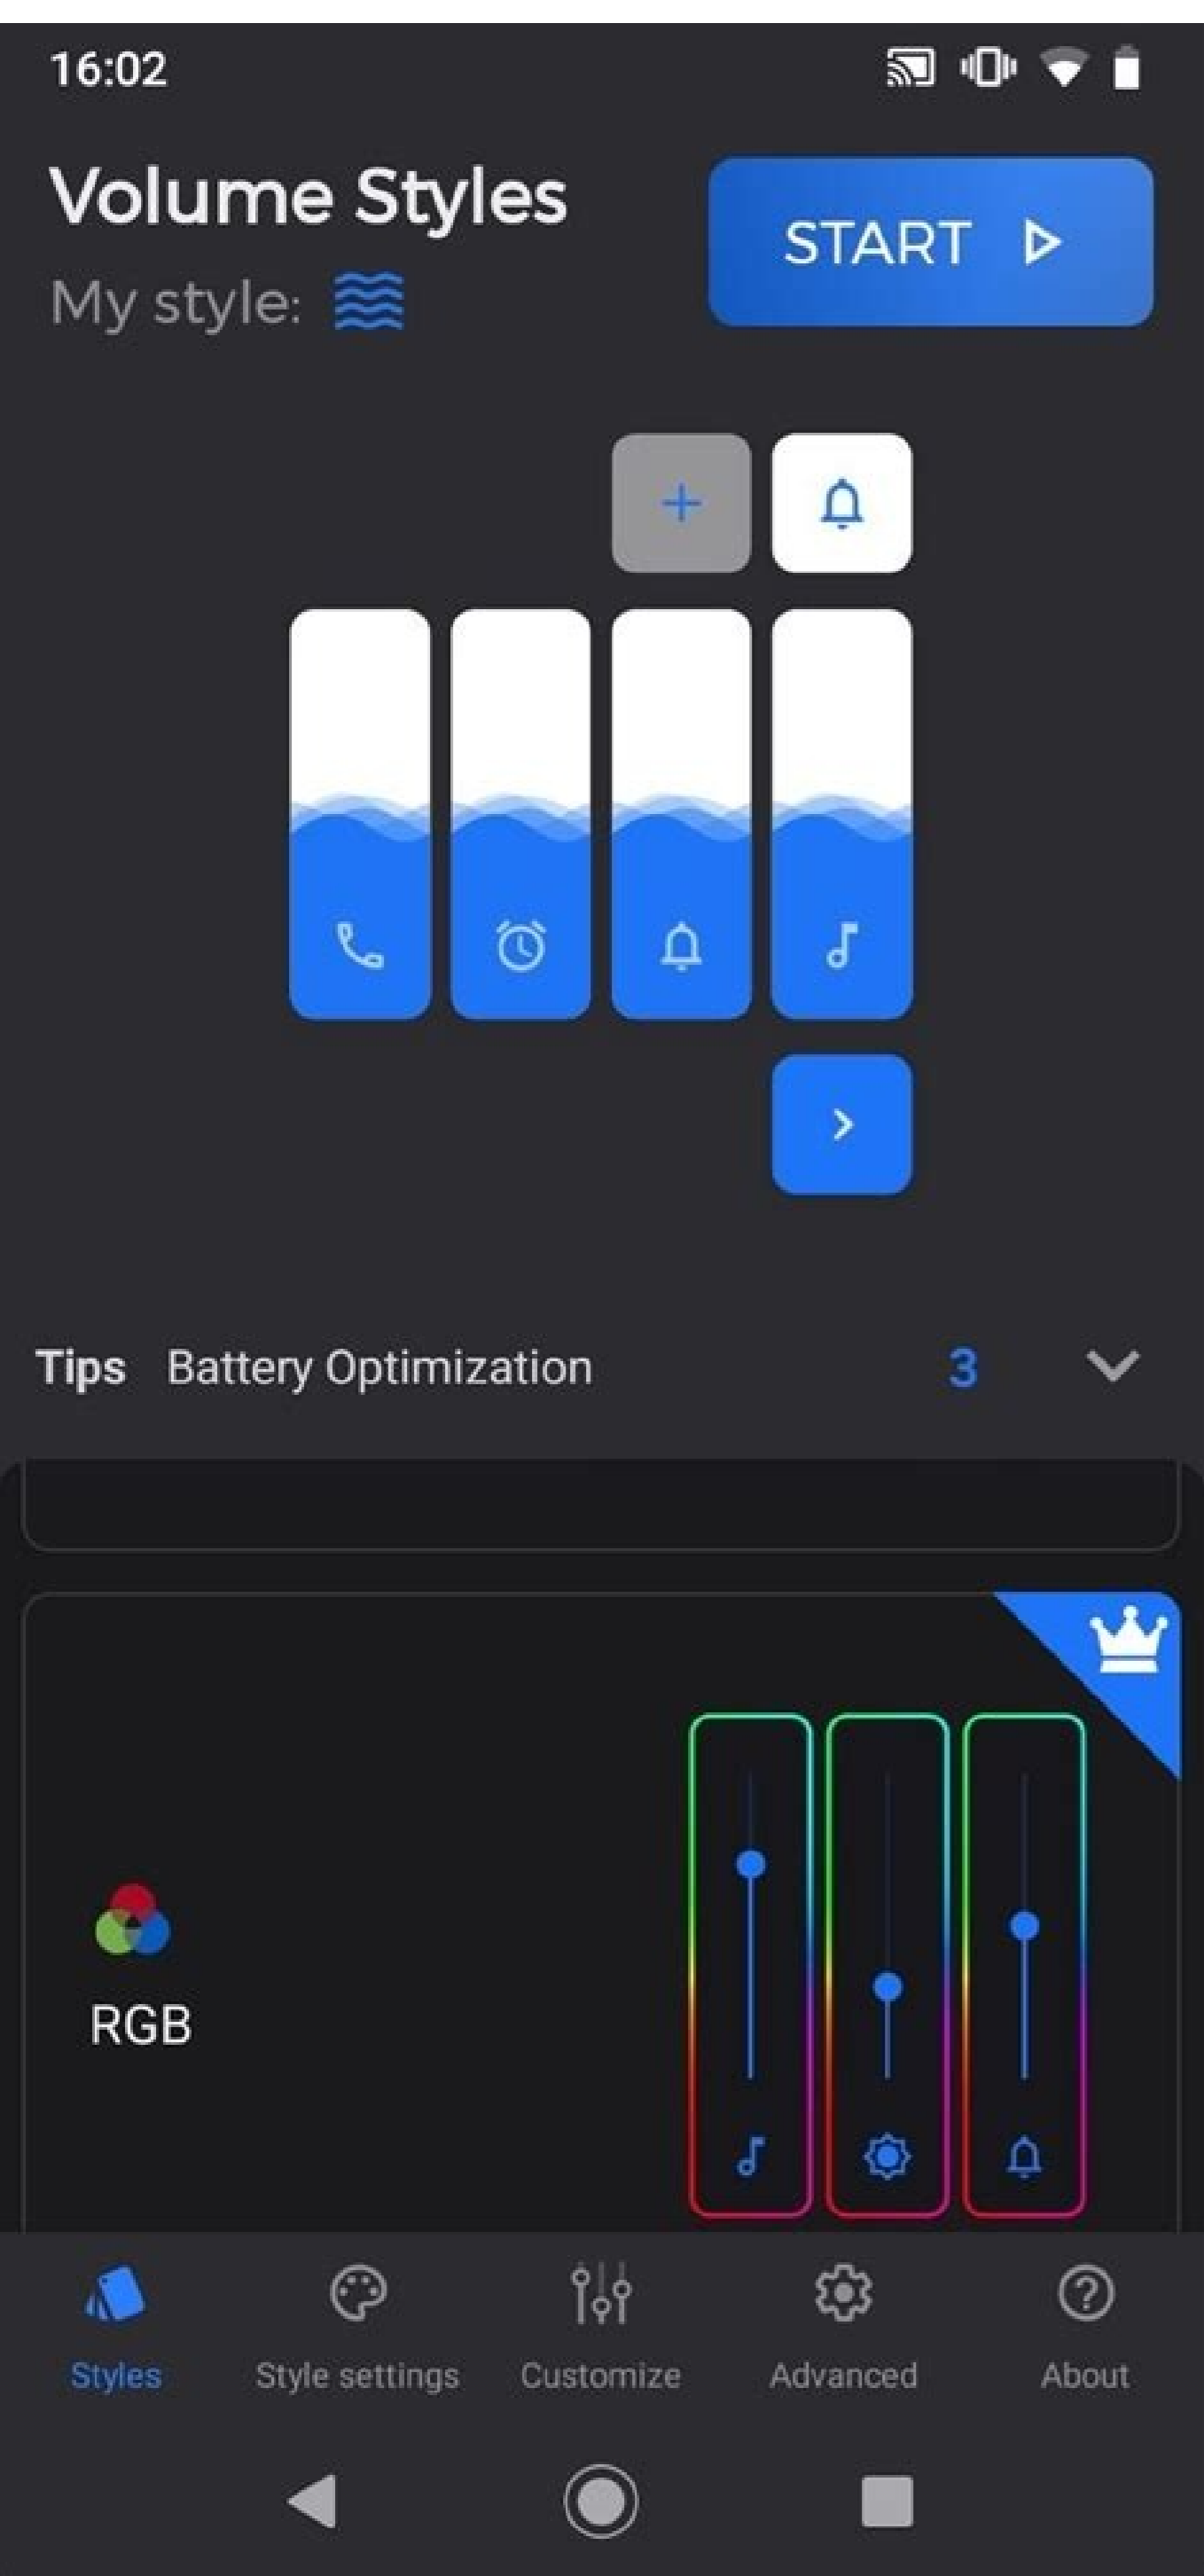 16:02
Volume Styles
START
My style:
Tips Battery Optimization 3
RGB
Styles Style settings Customize Advanced About